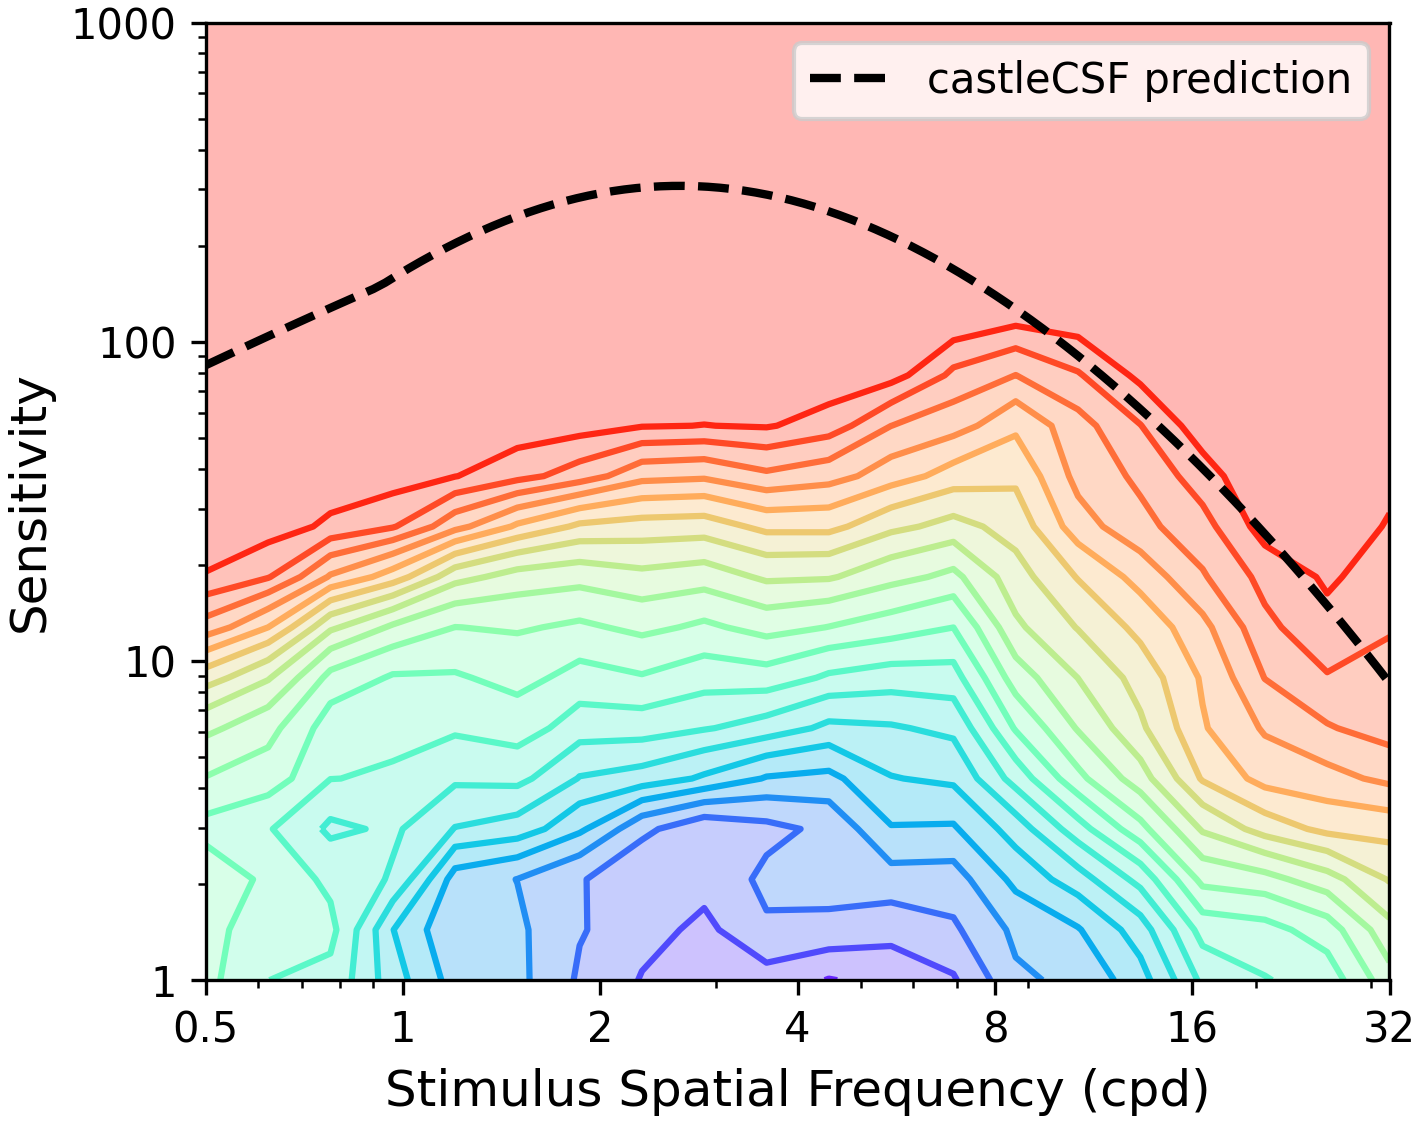 1000
castleCSF prediction
100
Sensitivity
10
1
0.5 1 2 4 8 16 32
Stimulus Spatial Frequency (cpd)